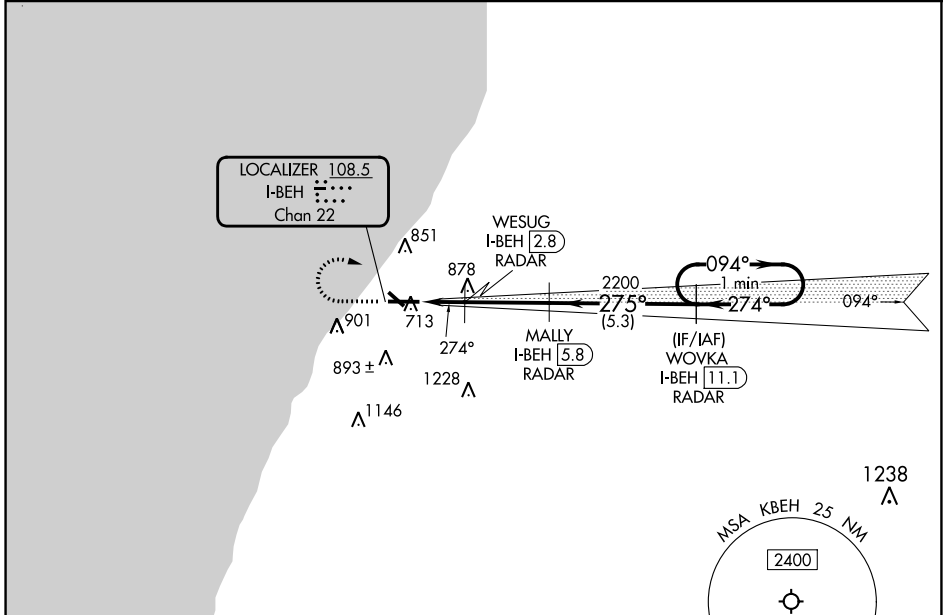 LOCALIZER 108.5
I-BEH
Chan 22
851
WESUG
I-BEH 2.8
RADAR
878
2200
094°
1 min
275°
274°
094°
(5.3)
901
713
274°
MALLY
I-BEH 5.8
RADAR
(IF/IAF)
WOVKA
I-BEH 11.1
RADAR
893 ±
1228
1146
1238
MSA KBEH 25 NM
2400